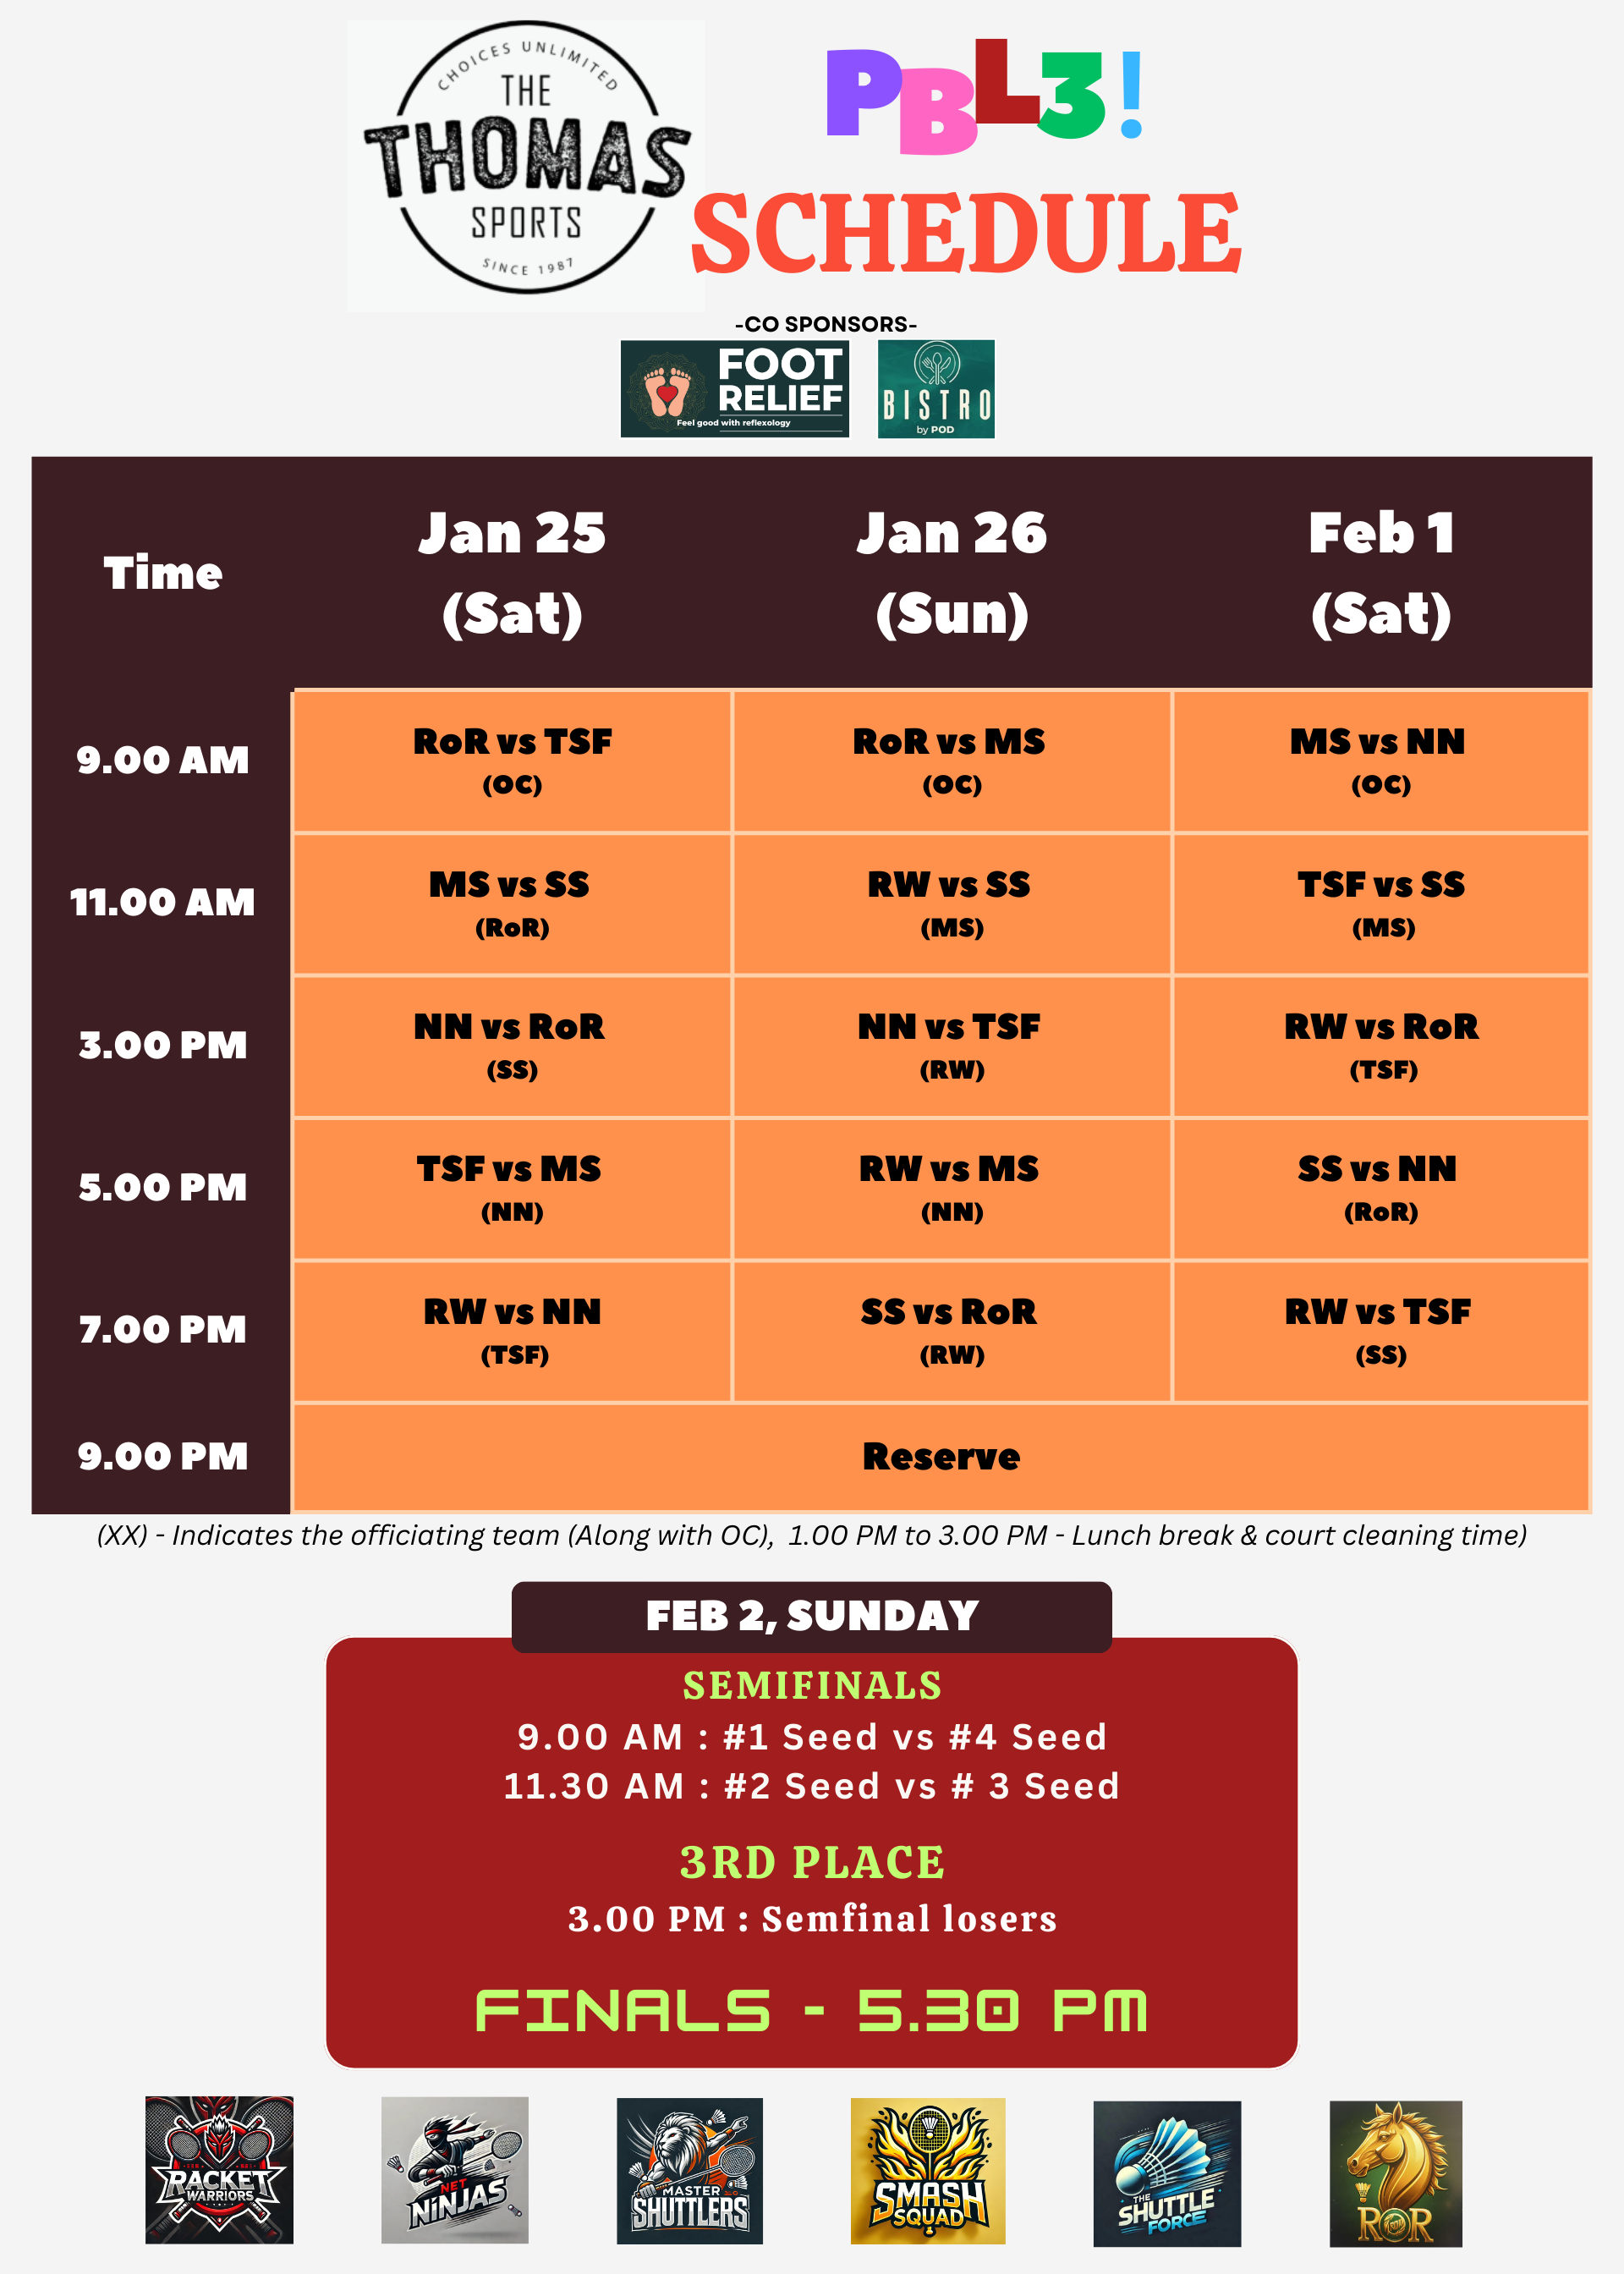 CHOICES UNLIMITED
THE
THOMAS
SPORTS
SINCE 1987
PBL3!
SCHEDULE
-CO SPONSORS-
FOOT
RELIEF
Feel good with reflexology
BISTRO
by POD
Time
Jan 25
(Sat)
Jan 26
(Sun)
Feb 1
(Sat)
9.00 AM
RoR vs TSF
(OC)
RoR vs MS
(OC)
MS vs NN
(OC)
11.00 AM
MS vs SS
(RoR)
RW vs SS
(MS)
TSF vs SS
(MS)
3.00 PM
NN vs RoR
(SS)
NN vs TSF
(RW)
RW vs RoR
(TSF)
5.00 PM
TSF vs MS
(NN)
RW vs MS
(NN)
SS vs NN
(RoR)
7.00 PM
RW vs NN
(TSF)
SS vs RoR
(RW)
RW vs TSF
(SS)
9.00 PM
Reserve
(XX) - Indicates the officiating team (Along with OC),  1.00 PM to 3.00 PM - Lunch break & court cleaning time)
FEB 2, SUNDAY
SEMIFINALS
9.00 AM : #1 Seed vs #4 Seed
11.30 AM : #2 Seed vs # 3 Seed
3RD PLACE
3.00 PM : Semfinal losers
FINALS - 5.30 PM
RACKET
WARRIORS
NET
NiNJAS
MASTER
SHUTTLERS
SMASH
SQUAD
THE
SHUTTLE
FORCE
ROR